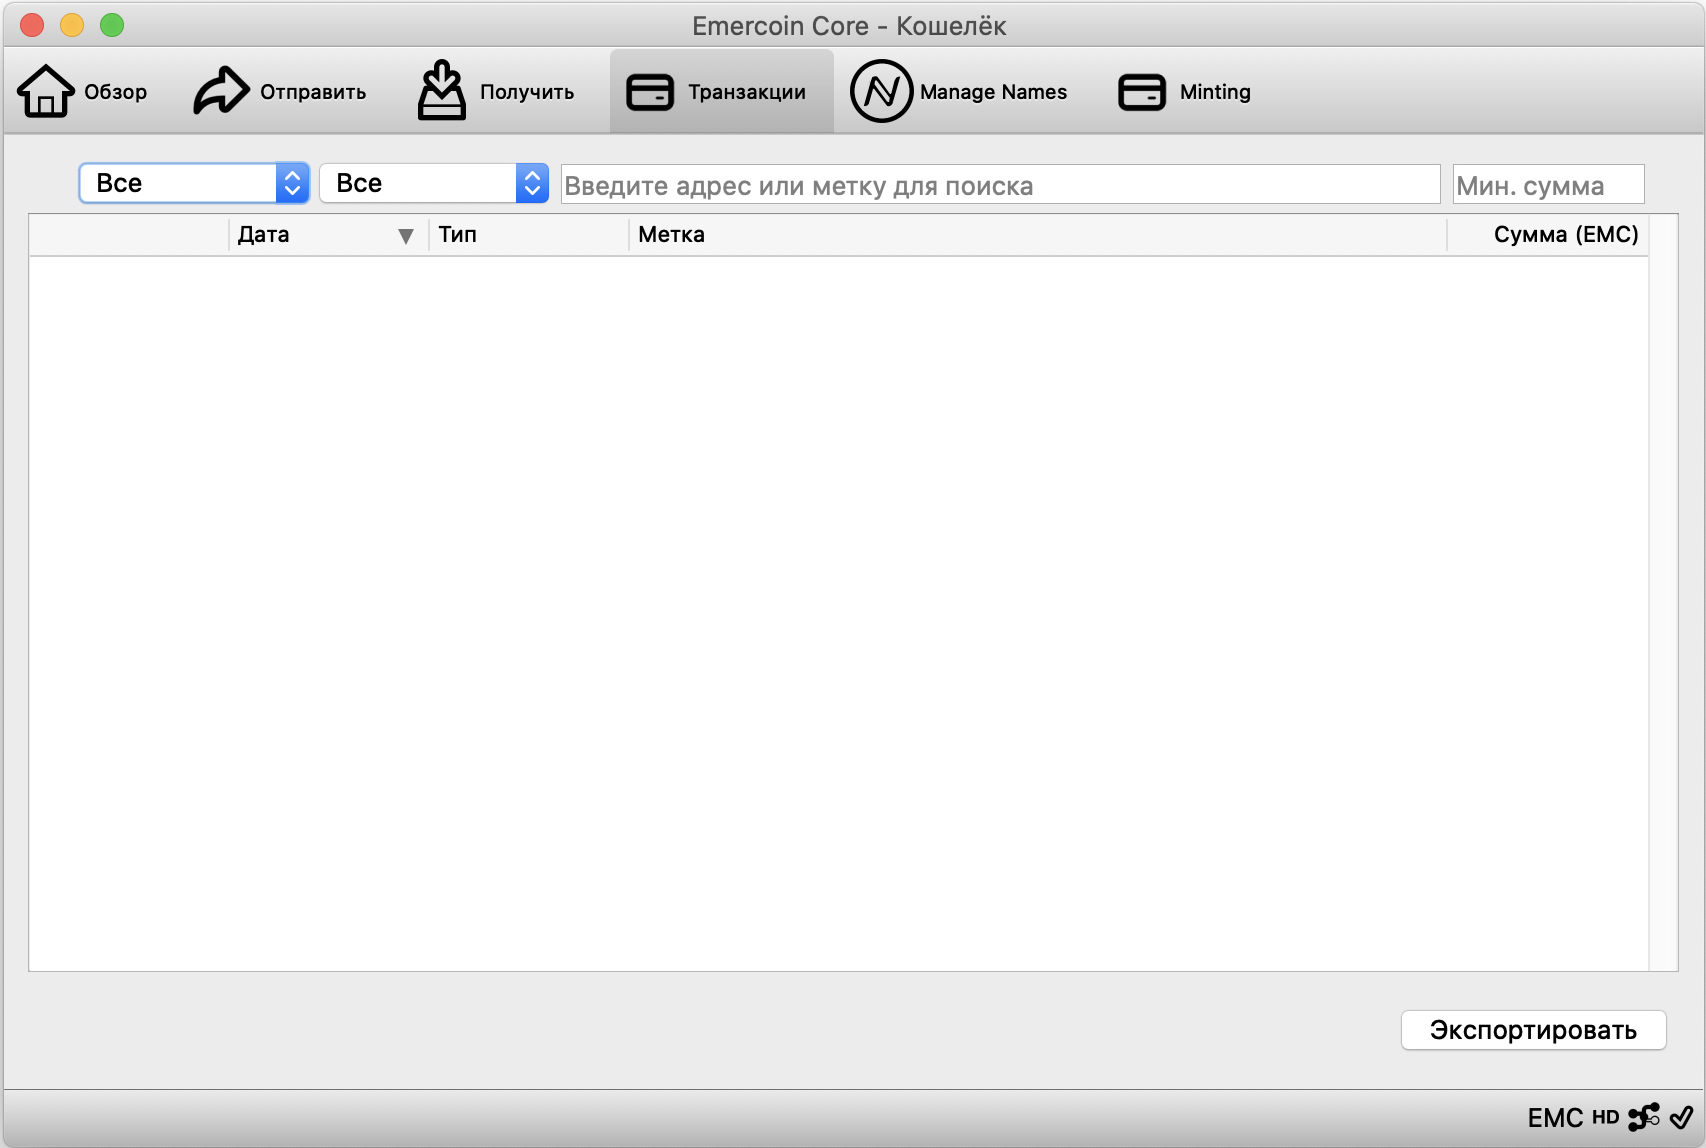 Emercoin Core - Кошелёк
Обзор Отправить Получить Транзакции Manage Names Minting
Все Все Введите адрес или метку для поиска Мин. сумма
Дата Тип Метка Сумма (EMC)
Экспортировать
EMC HD